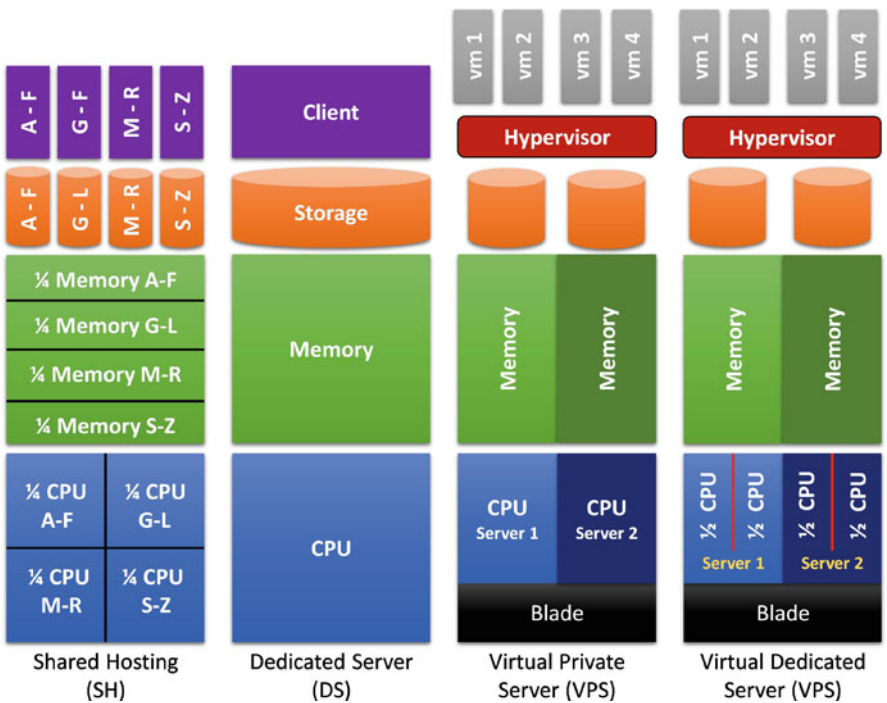 A - F
G - F
M - R
S - Z
A - F
G - L
M - R
S - Z
¼ Memory A-F
¼ Memory G-L
¼ Memory M-R
¼ Memory S-Z
¼ CPU
A-F
¼ CPU
G-L
¼ CPU
M-R
¼ CPU
S-Z
Shared Hosting
(SH)
Client
Storage
Memory
CPU
Dedicated Server
(DS)
vm 1
vm 2
vm 3
vm 4
Hypervisor
Memory
Memory
CPU
Server 1
CPU
Server 2
Blade
Virtual Private
Server (VPS)
vm 1
vm 2
vm 3
vm 4
Hypervisor
Memory
Memory
½ CPU
½ CPU
½ CPU
½ CPU
Server 1
Server 2
Blade
Virtual Dedicated
Server (VPS)